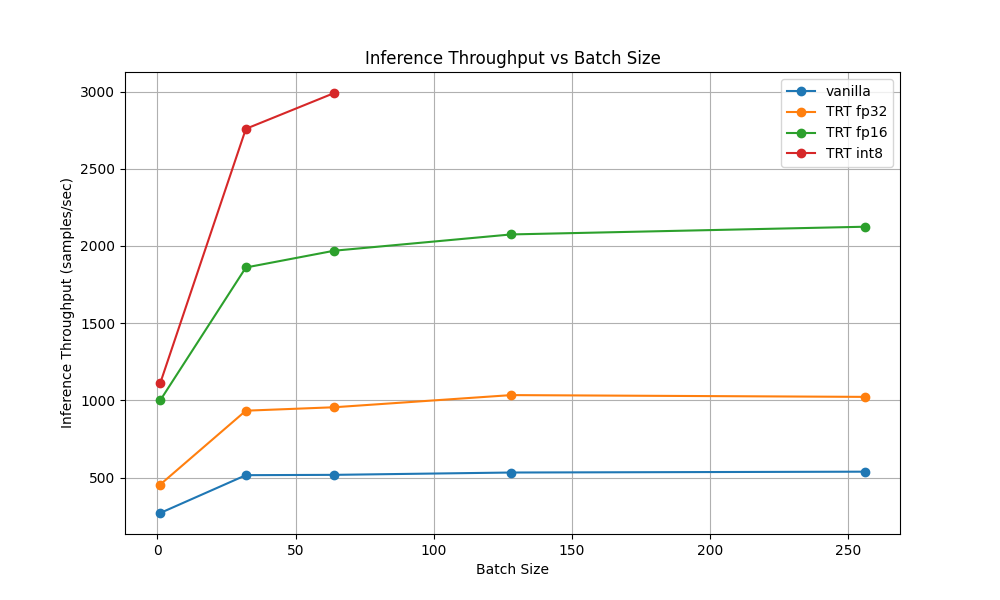 Inference Throughput vs Batch Size
vanilla
TRT fp32
TRT fp16
TRT int8
Inference Throughput (samples/sec)
3000
2500
2000
1500
1000
500
0 50 100 150 200 250
Batch Size